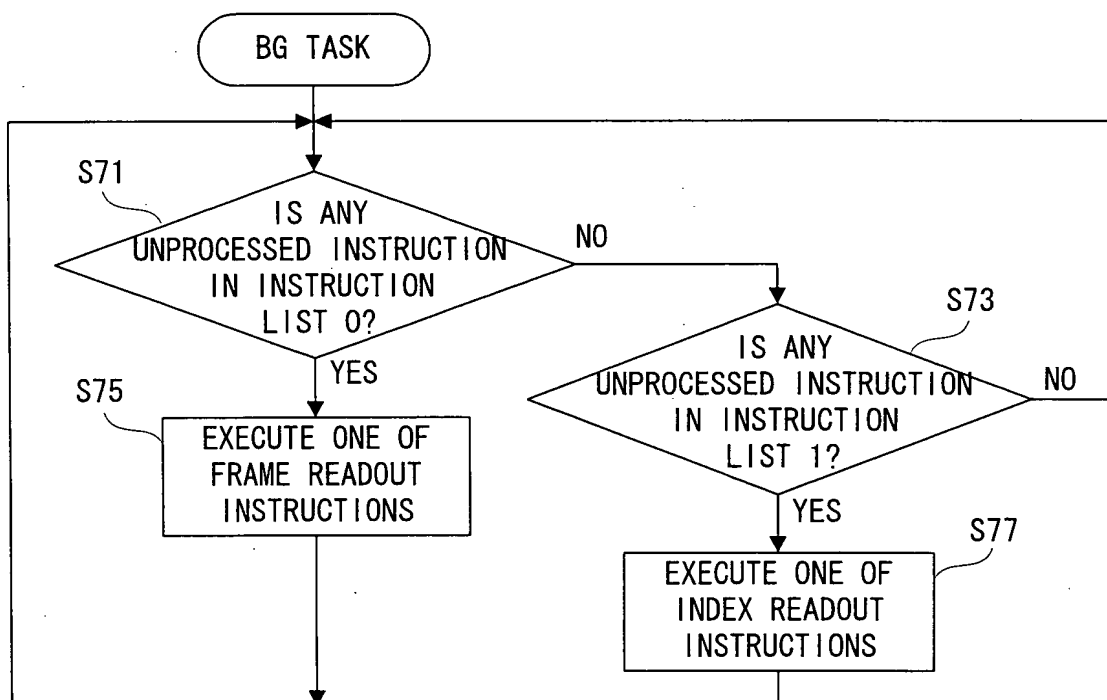 BG TASK
S71
IS ANY
UNPROCESSED INSTRUCTION
IN INSTRUCTION
LIST 0?
NO
YES
S73
IS ANY
UNPROCESSED INSTRUCTION
IN INSTRUCTION
LIST 1?
NO
YES
S75
EXECUTE ONE OF
FRAME READOUT
INSTRUCTIONS
S77
EXECUTE ONE OF
INDEX READOUT
INSTRUCTIONS